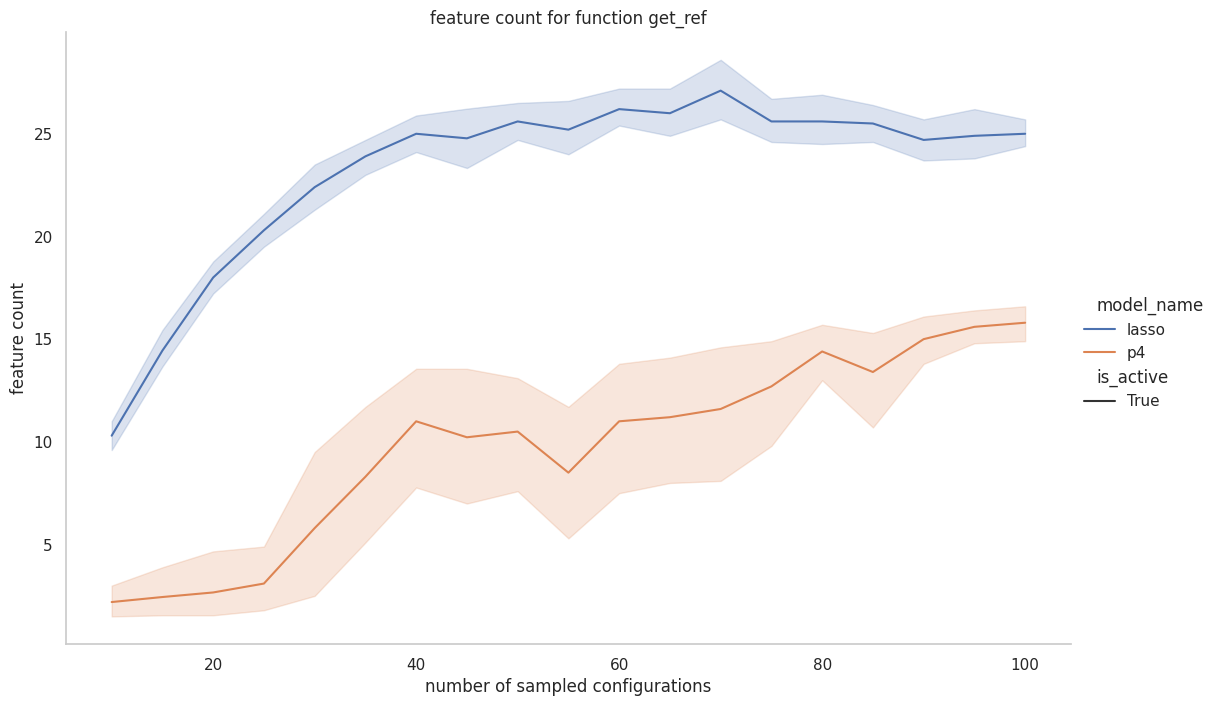 feature count for function get_ref
feature count
25
20
15
10
5
20
40
60
80
100
number of sampled configurations
model_name
lasso
p4
is_active
True